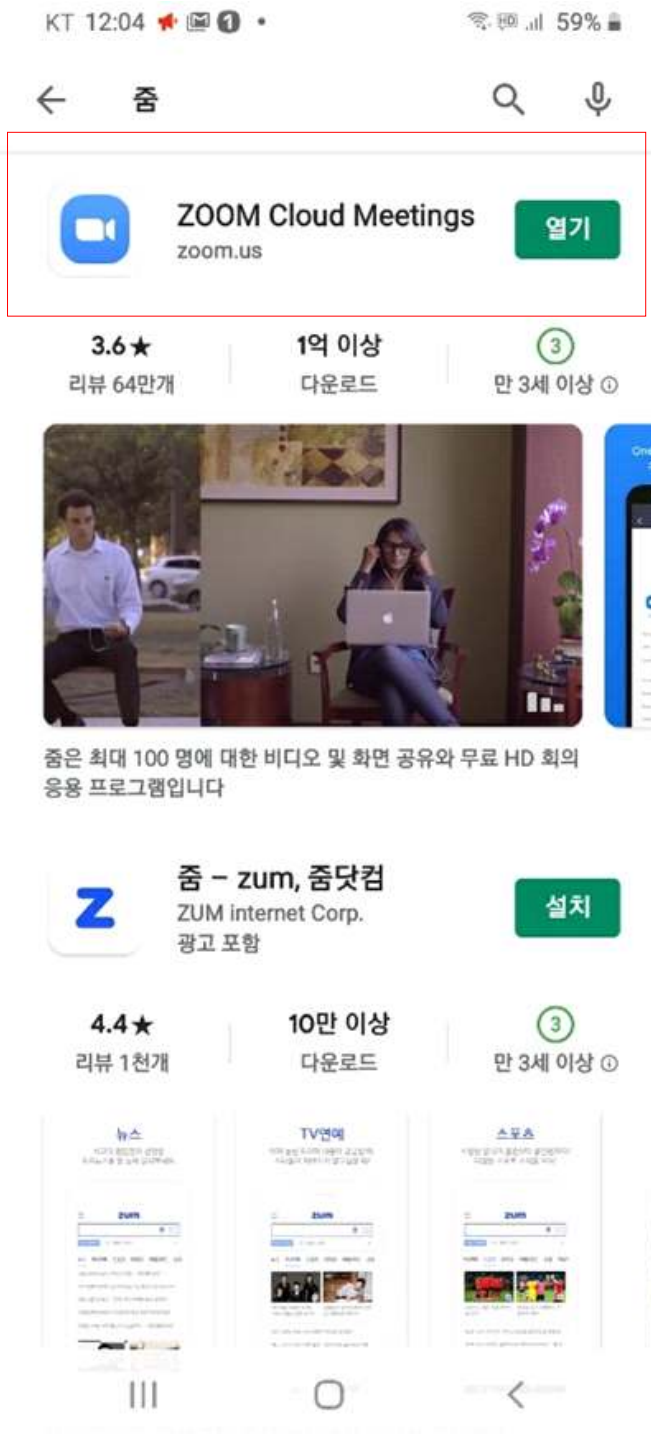 KT 12:04 1 • HD 59%
줌
ZOOM Cloud Meetings
zoom.us
열기
3.6★ 1억 이상 3
리뷰 64만개 다운로드 만 3세 이상
One
줌은 최대 100 명에 대한 비디오 및 화면 공유와 무료 HD 회의
응용 프로그램입니다
줌 – zum, 줌닷컴
ZUM internet Corp.
광고 포함
설치
4.4★ 10만 이상 3
리뷰 1천개 다운로드 만 3세 이상
뉴스 TV연예 스포츠
zum zum zum